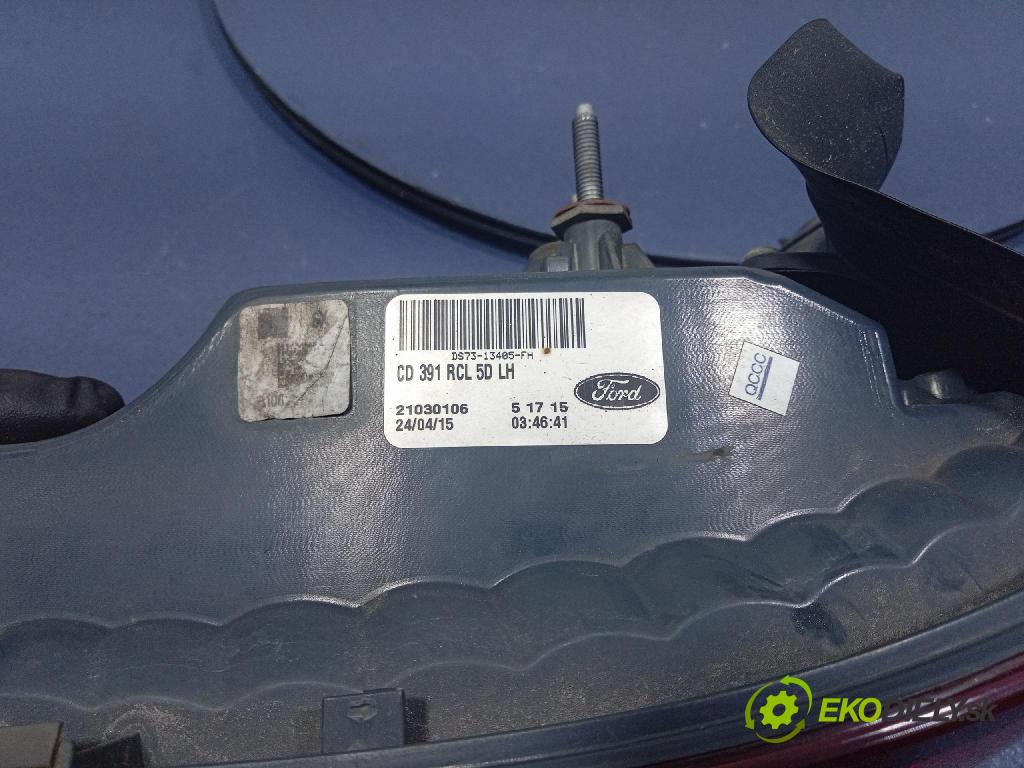 DS73-13405-FH
CD 391 RCL 5D LH
Ford
21030106 5 17 15
24/04/15 03:46:41
QCCC
EKODIELY.sk